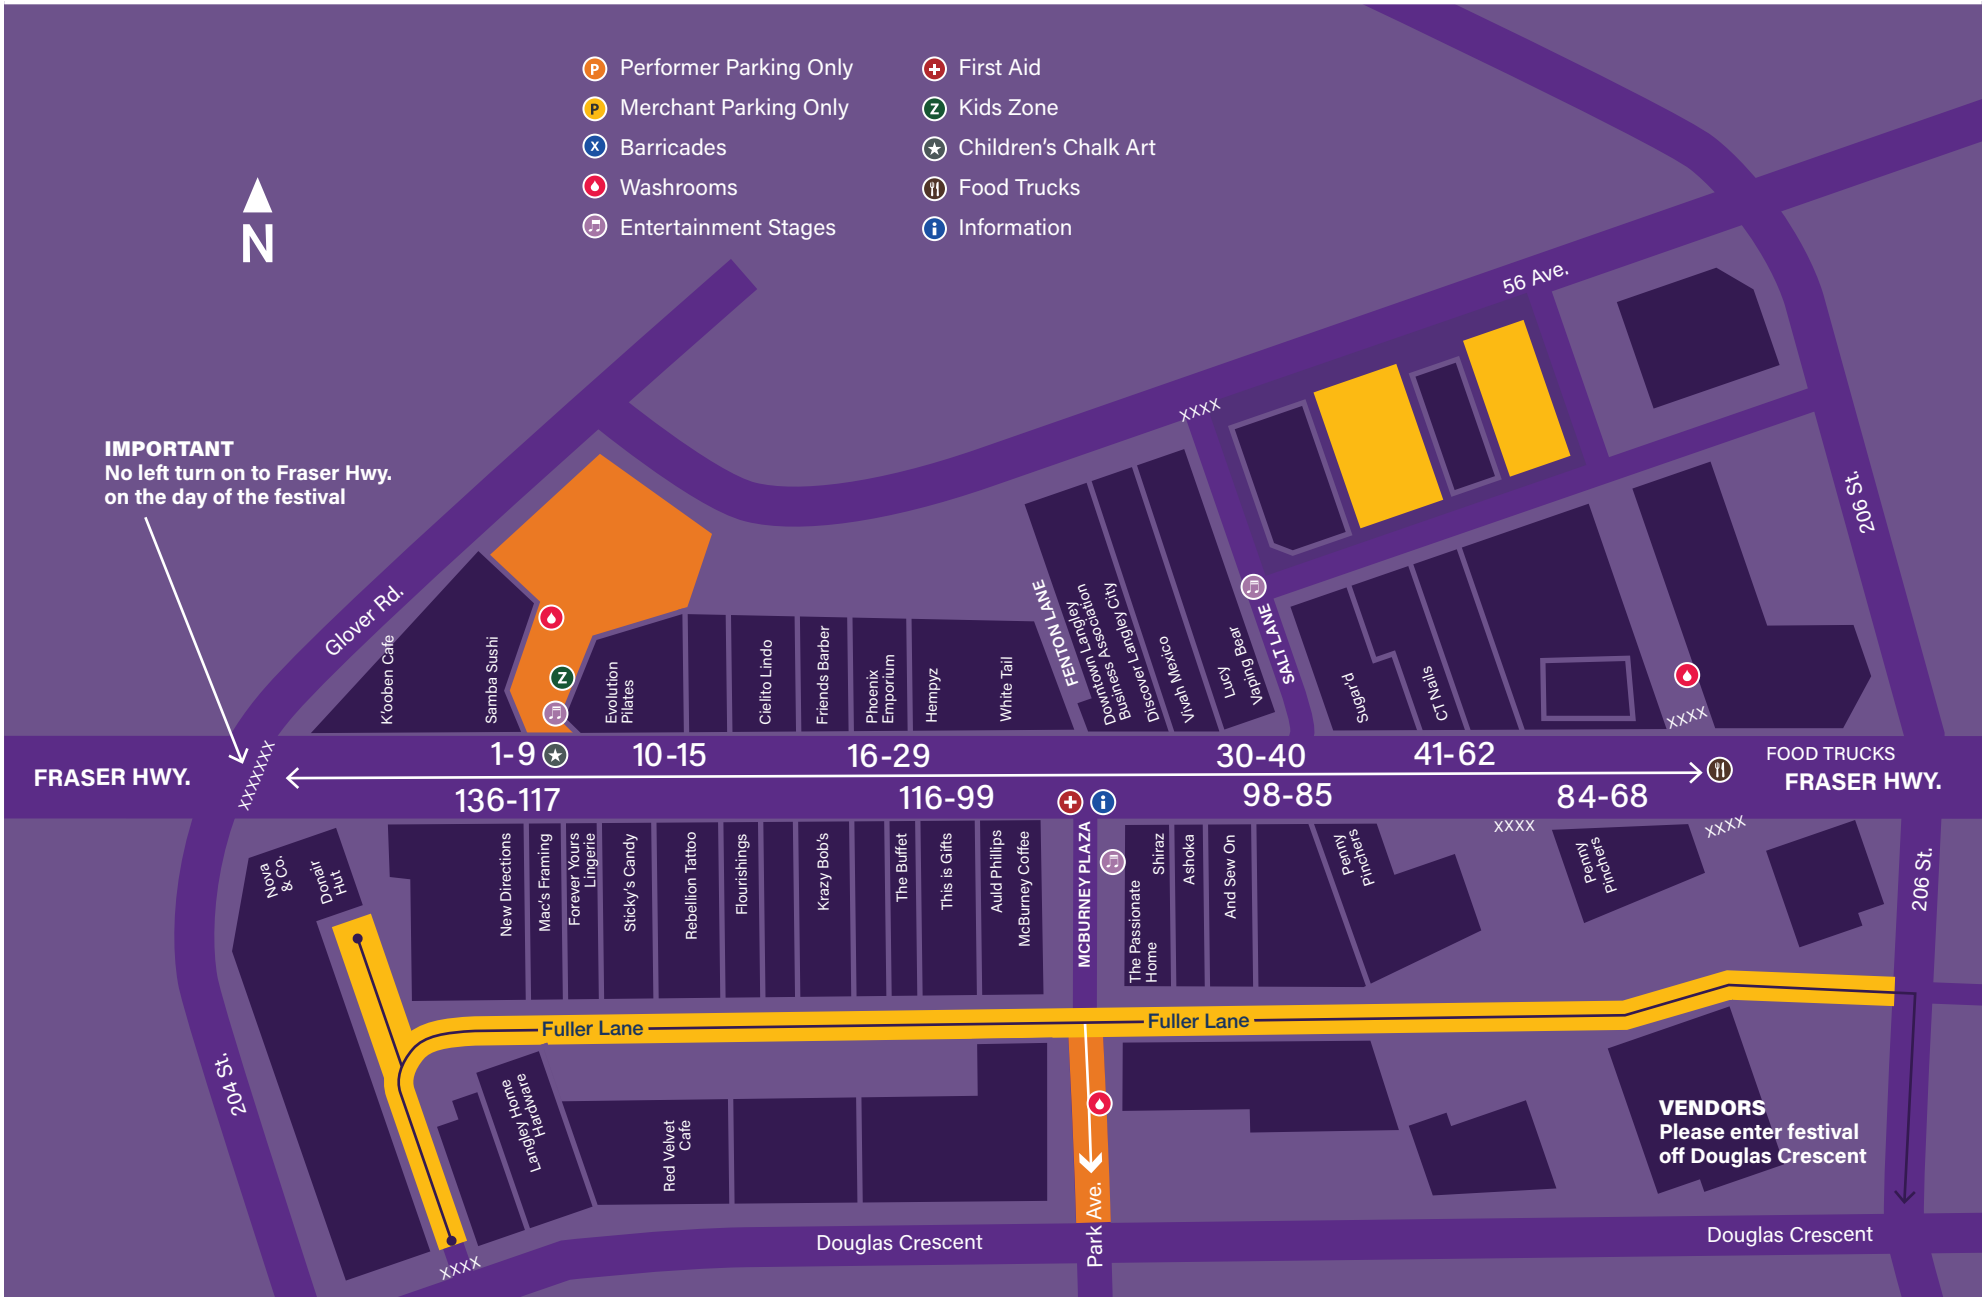 P Performer Parking Only
P Merchant Parking Only
X Barricades
Washrooms
Entertainment Stages
First Aid
Z Kids Zone
Children's Chalk Art
Food Trucks
i Information
N
IMPORTANT
No left turn on to Fraser Hwy.
on the day of the festival
56 Ave.
XXXX
206 St.
Glover Rd.
K'ooben Cafe
Samba Sushi
Z
Evolution
Pilates
Cielito Lindo
Friends Barber
Phoenix
Emporium
Hempyz
White Tail
FENTON LANE
Downtown Langley
Business Association
Discover Langley City
Vivah Mexico
Lucy
Vaping Bear
SALT LANE
Sugar'd
CT Nails
XXXX
XXXXXXX
FRASER HWY.
1-9
10-15
16-29
30-40
41-62
FOOD TRUCKS
FRASER HWY.
136-117
116-99
98-85
84-68
i
XXXX
XXXX
Nova
& Co.
Donair
Hut
New Directions
Mac's Framing
Forever Yours
Lingerie
Sticky's Candy
Rebellion Tattoo
Flourishings
Krazy Bob's
The Buffet
This is Gifts
Auld Phillips
McBurney Coffee
MCBURNEY PLAZA
The Passionate
Home
Shiraz
Ashoka
And Sew On
Penny
Pinchers
Penny
Pinchers
206 St.
Fuller Lane
Fuller Lane
204 St.
Langley Home
Hardware
Red Velvet
Cafe
Park Ave.
VENDORS
Please enter festival
off Douglas Crescent
XXXX
Douglas Crescent
Douglas Crescent